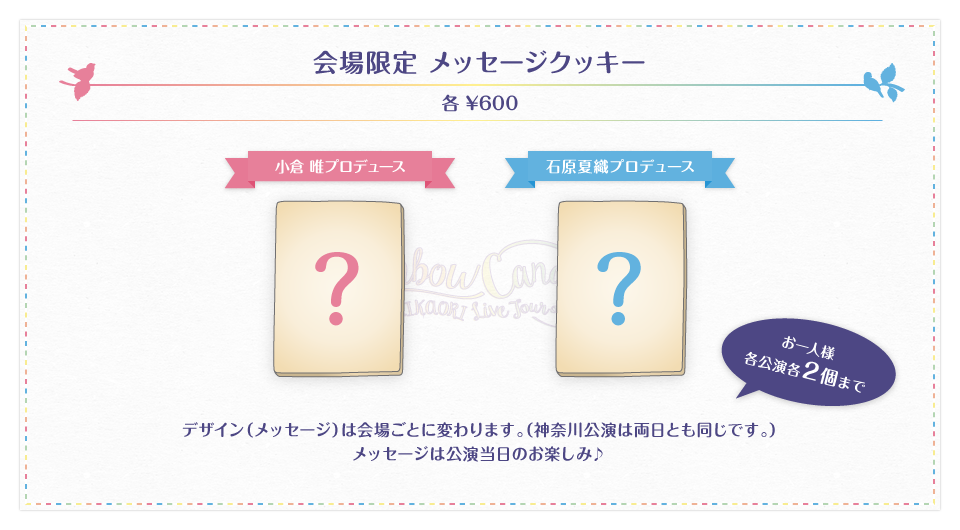 会場限定 メッセージクッキー
各 ¥600
小倉 唯プロデュース
石原夏織プロデュース
?
?
お一人様
各公演各2個まで
デザイン(メッセージ)は会場ごとに変わります。(神奈川公演は両日とも同じです。)
メッセージは公演当日のお楽しみ♪